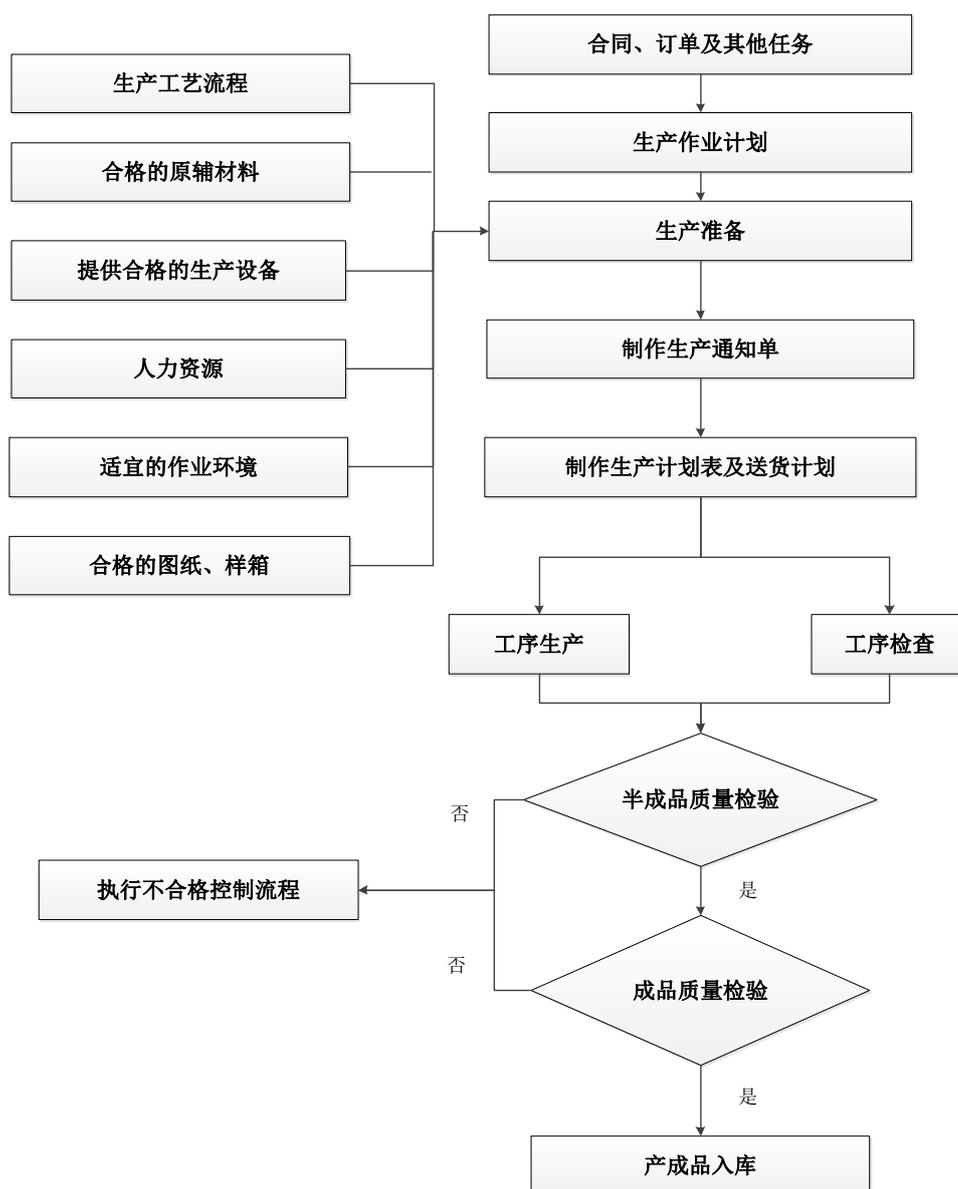 合同、订单及其他任务
生产工艺流程
生产作业计划
合格的原辅材料
生产准备
提供合格的生产设备
制作生产通知单
人力资源
适宜的作业环境
制作生产计划表及送货计划
合格的图纸、样箱
工序生产
工序检查
半成品质量检验
否
执行不合格控制流程
是
否
成品质量检验
是
产成品入库